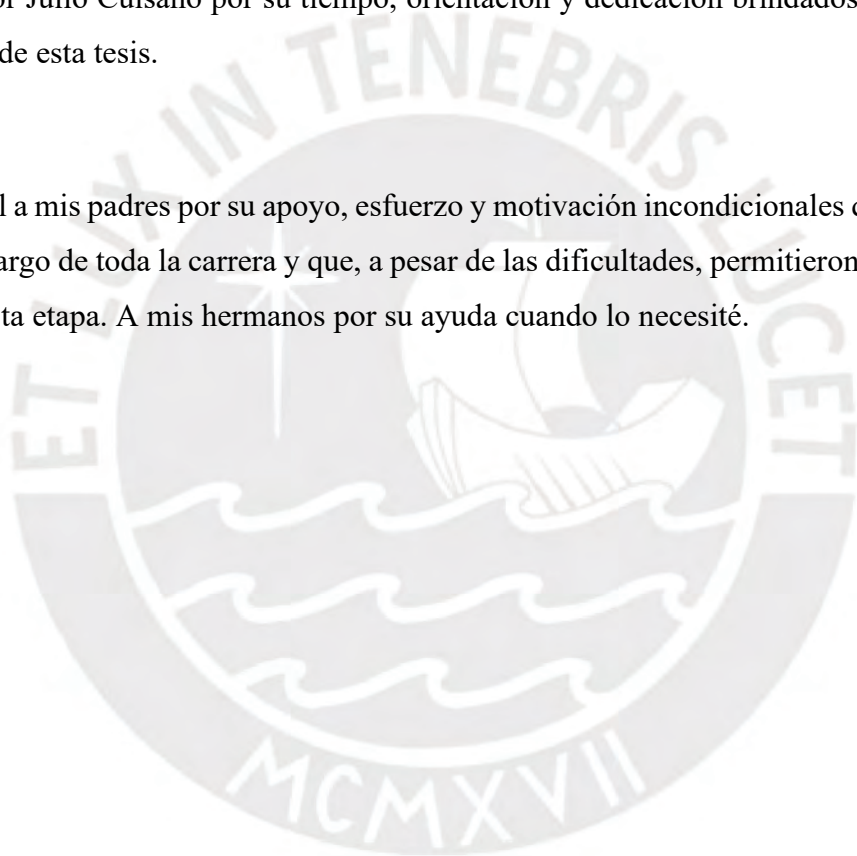 or Julio Cuisano por su tiempo, orientación y dedicación brindados
de esta tesis.
l a mis padres por su apoyo, esfuerzo y motivación incondicionales
argo de toda la carrera y que, a pesar de las dificultades, permitieron
ta etapa. A mis hermanos por su ayuda cuando lo necesité.
ET LUX IN TENEBRIS LUCET
MCMXVII